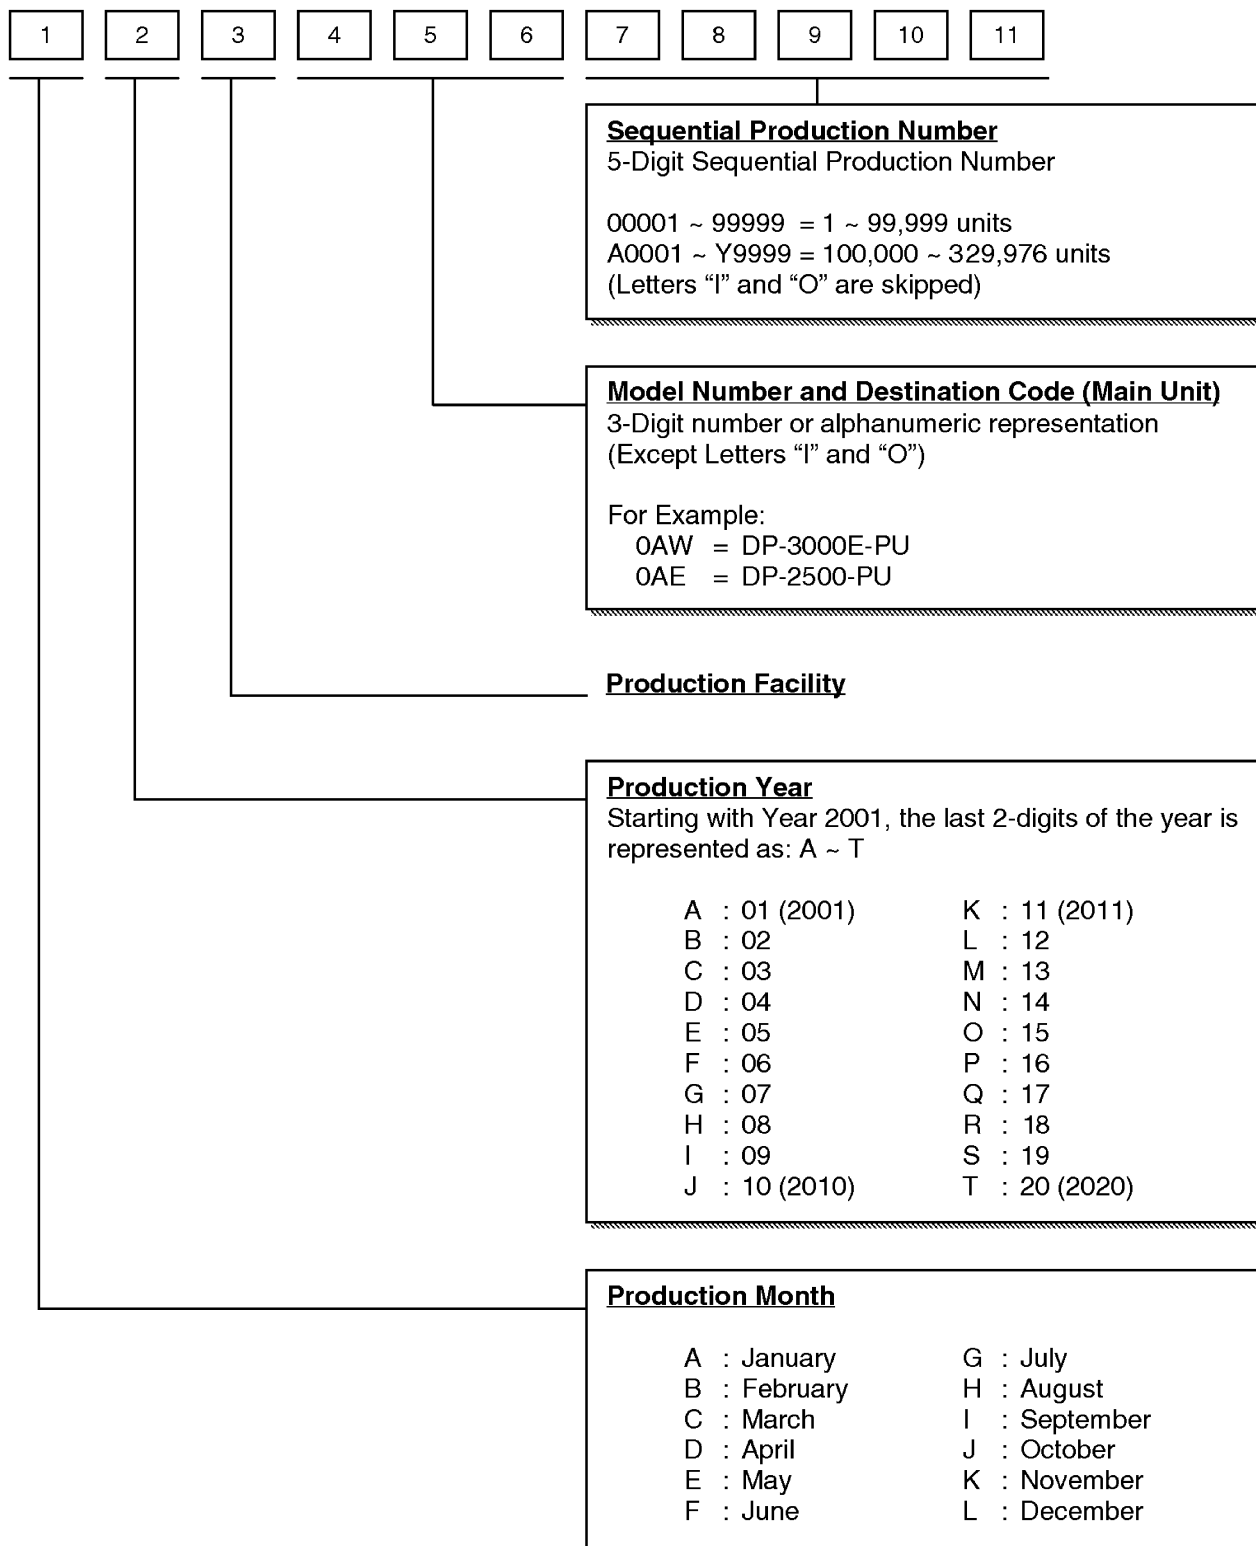 1 2 3 4 5 6 7 8 9 10 11
Sequential Production Number
5-Digit Sequential Production Number
00001 ~ 99999 = 1 ~ 99,999 units
A0001 ~ Y9999 = 100,000 ~ 329,976 units
(Letters “I” and “O” are skipped)
Model Number and Destination Code (Main Unit)
3-Digit number or alphanumeric representation
(Except Letters “I” and “O”)
For Example:
0AW = DP-3000E-PU
0AE = DP-2500-PU
Production Facility
Production Year
Starting with Year 2001, the last 2-digits of the year is
represented as: A ~ T
A : 01 (2001) K : 11 (2011)
B : 02 L : 12
C : 03 M : 13
D : 04 N : 14
E : 05 O : 15
F : 06 P : 16
G : 07 Q : 17
H : 08 R : 18
I : 09 S : 19
J : 10 (2010) T : 20 (2020)
Production Month
A : January G : July
B : February H : August
C : March I : September
D : April J : October
E : May K : November
F : June L : December